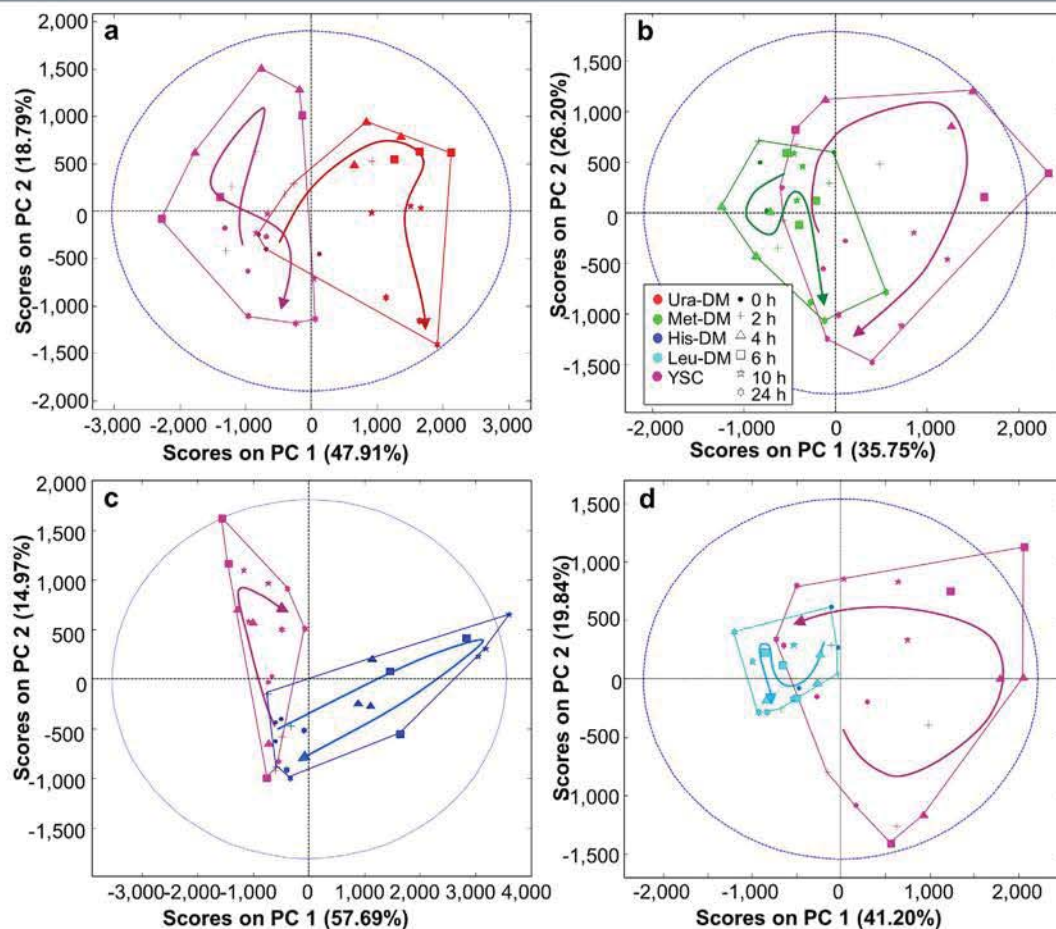 a
2,000
1,500
1,000
500
0
-500
-1,000
-1,500
-2,000
Scores on PC 2 (18.79%)
-3,000 -2,000 -1,000 0 1,000 2,000 3,000
Scores on PC 1 (47.91%)
b
1,500
1,000
500
0
-500
-1,000
-1,500
Scores on PC 2 (26.20%)
Ura-DM
Met-DM
His-DM
Leu-DM
YSC
0 h
2 h
4 h
6 h
10 h
24 h
-2,000 -1,000 0 1,000 2,000
Scores on PC 1 (35.75%)
c
2,000
1,500
1,000
500
0
-500
-1,000
-1,500
Scores on PC 2 (14.97%)
-3,000 -2,000 -1,000 0 1,000 2,000 3,000 4,000
Scores on PC 1 (57.69%)
d
1,500
1,000
500
0
-500
1,000
-1,500
Scores on PC 2 (19.84%)
-2,000 -1,000 0 1,000 2,000
Scores on PC 1 (41.20%)